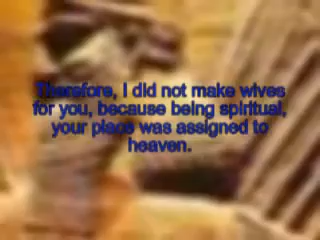 Therefore, I did not make wives
for you, because being spiritual,
your place was assigned to
heaven.